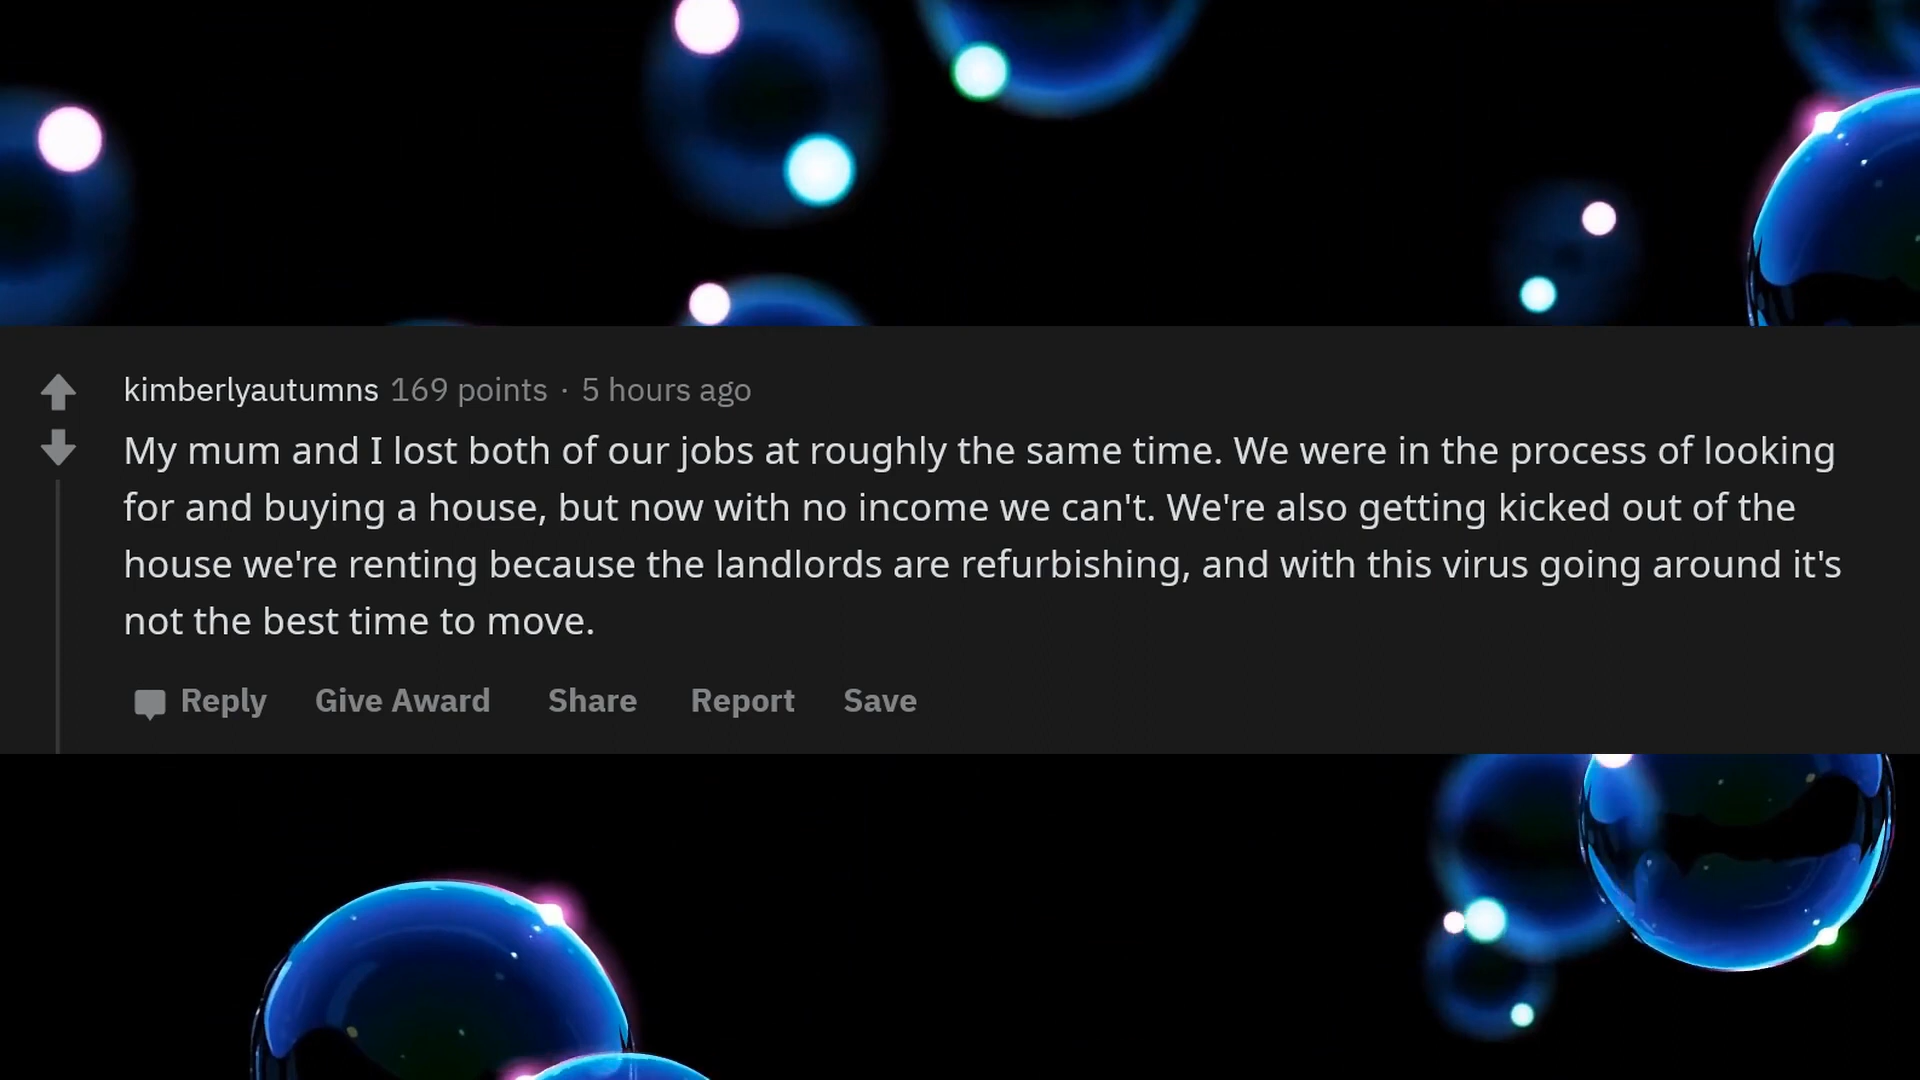 kimberlyautumns 169 points · 5 hours ago
My mum and I lost both of our jobs at roughly the same time. We were in the process of looking
for and buying a house, but now with no income we can't. We're also getting kicked out of the
house we're renting because the landlords are refurbishing, and with this virus going around it's
not the best time to move.
Reply Give Award Share Report Save